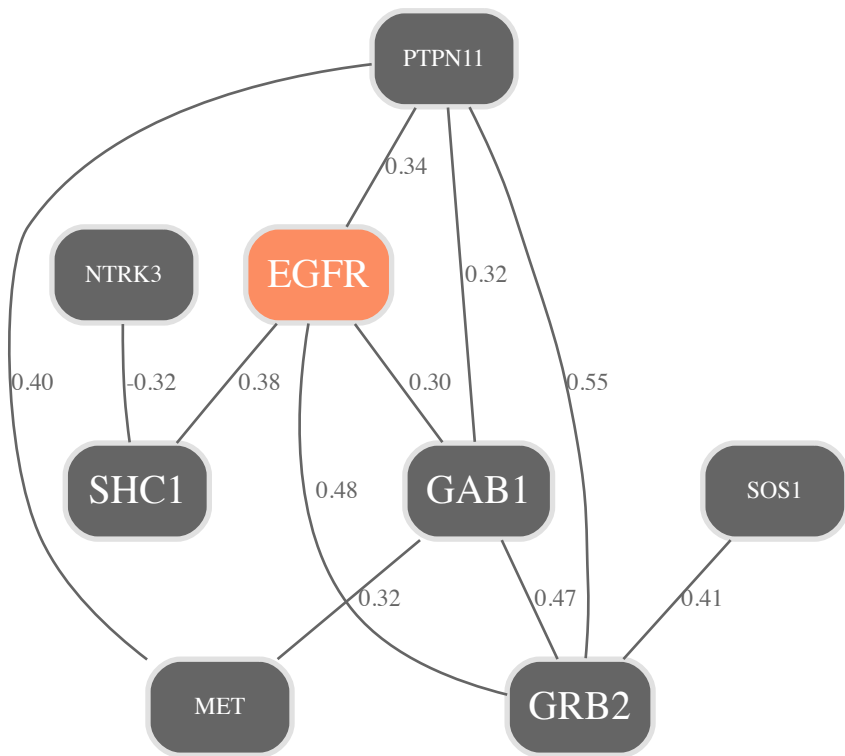 PTPN11
0.34
NTRK3
EGFR
0.32
0.40
-0.32
0.38
0.30
0.55
SHC1
0.48
GAB1
SOS1
0.32
0.47
0.41
MET
GRB2